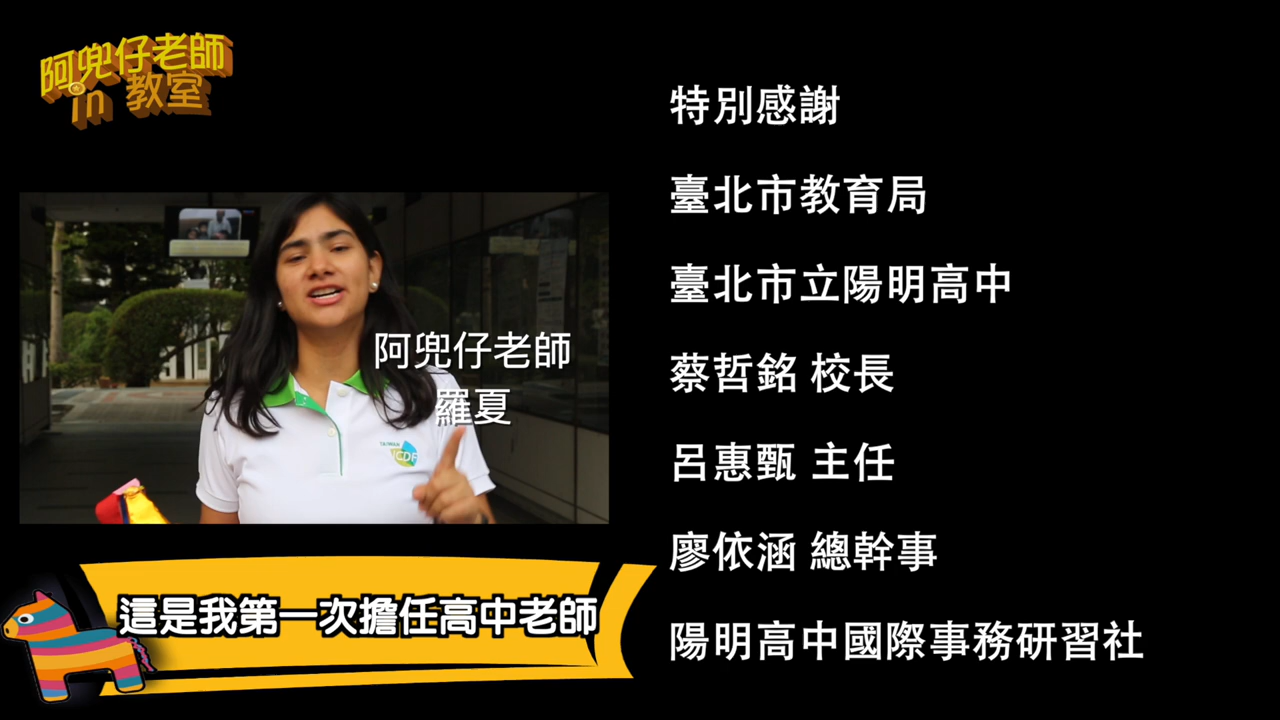 阿兜仔老師
in 教室
阿兜仔老師
羅夏
TAIWAN
ICDF
這是我第一次擔任高中老師
特別感謝
臺北市教育局
臺北市立陽明高中
蔡哲銘 校長
呂惠甄 主任
廖依涵 總幹事
陽明高中國際事務研習社